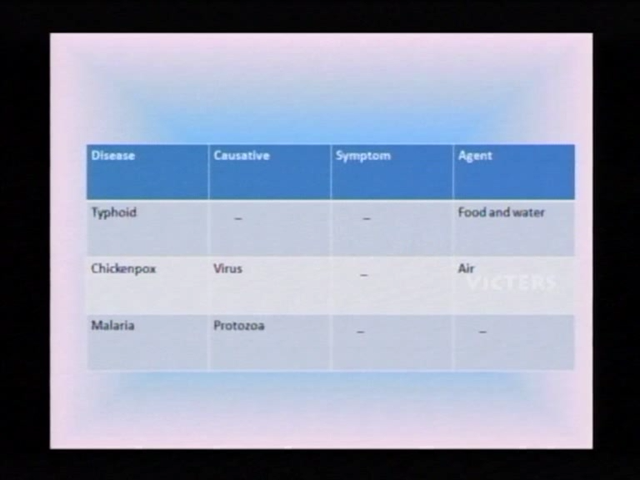 Disease Causative Symptom Agent
Typhoid _ _ Food and water
Chickenpox Virus _ Air
VICTERS
Malaria Protozoa _ _